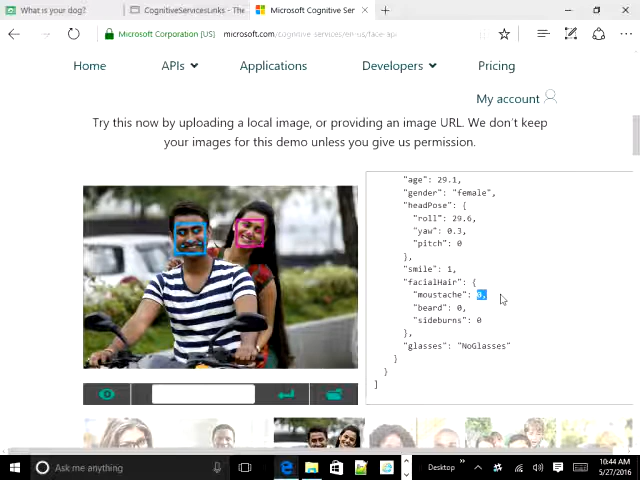 What is your dog?
CognitiveServicesLinks - The
Microsoft Cognitive Ser
Microsoft Corporation [US] microsoft.com/cognitive-services/en-us/face-api
Home APIs Applications Developers Pricing
My account
Try this now by uploading a local image, or providing an image URL. We don't keep
your images for this demo unless you give us permission.
"age": 29.1,
"gender": "female",
"headPose": {
"roll": 29.6,
"yaw": 0.3,
"pitch": 0
},
"smile": 1,
"facialHair": {
"moustache": 0,
"beard": 0,
"sideburns": 0
},
"glasses": "NoGlasses"
}
}
]
Ask me anything
Desktop
10:44 AM
5/27/2016